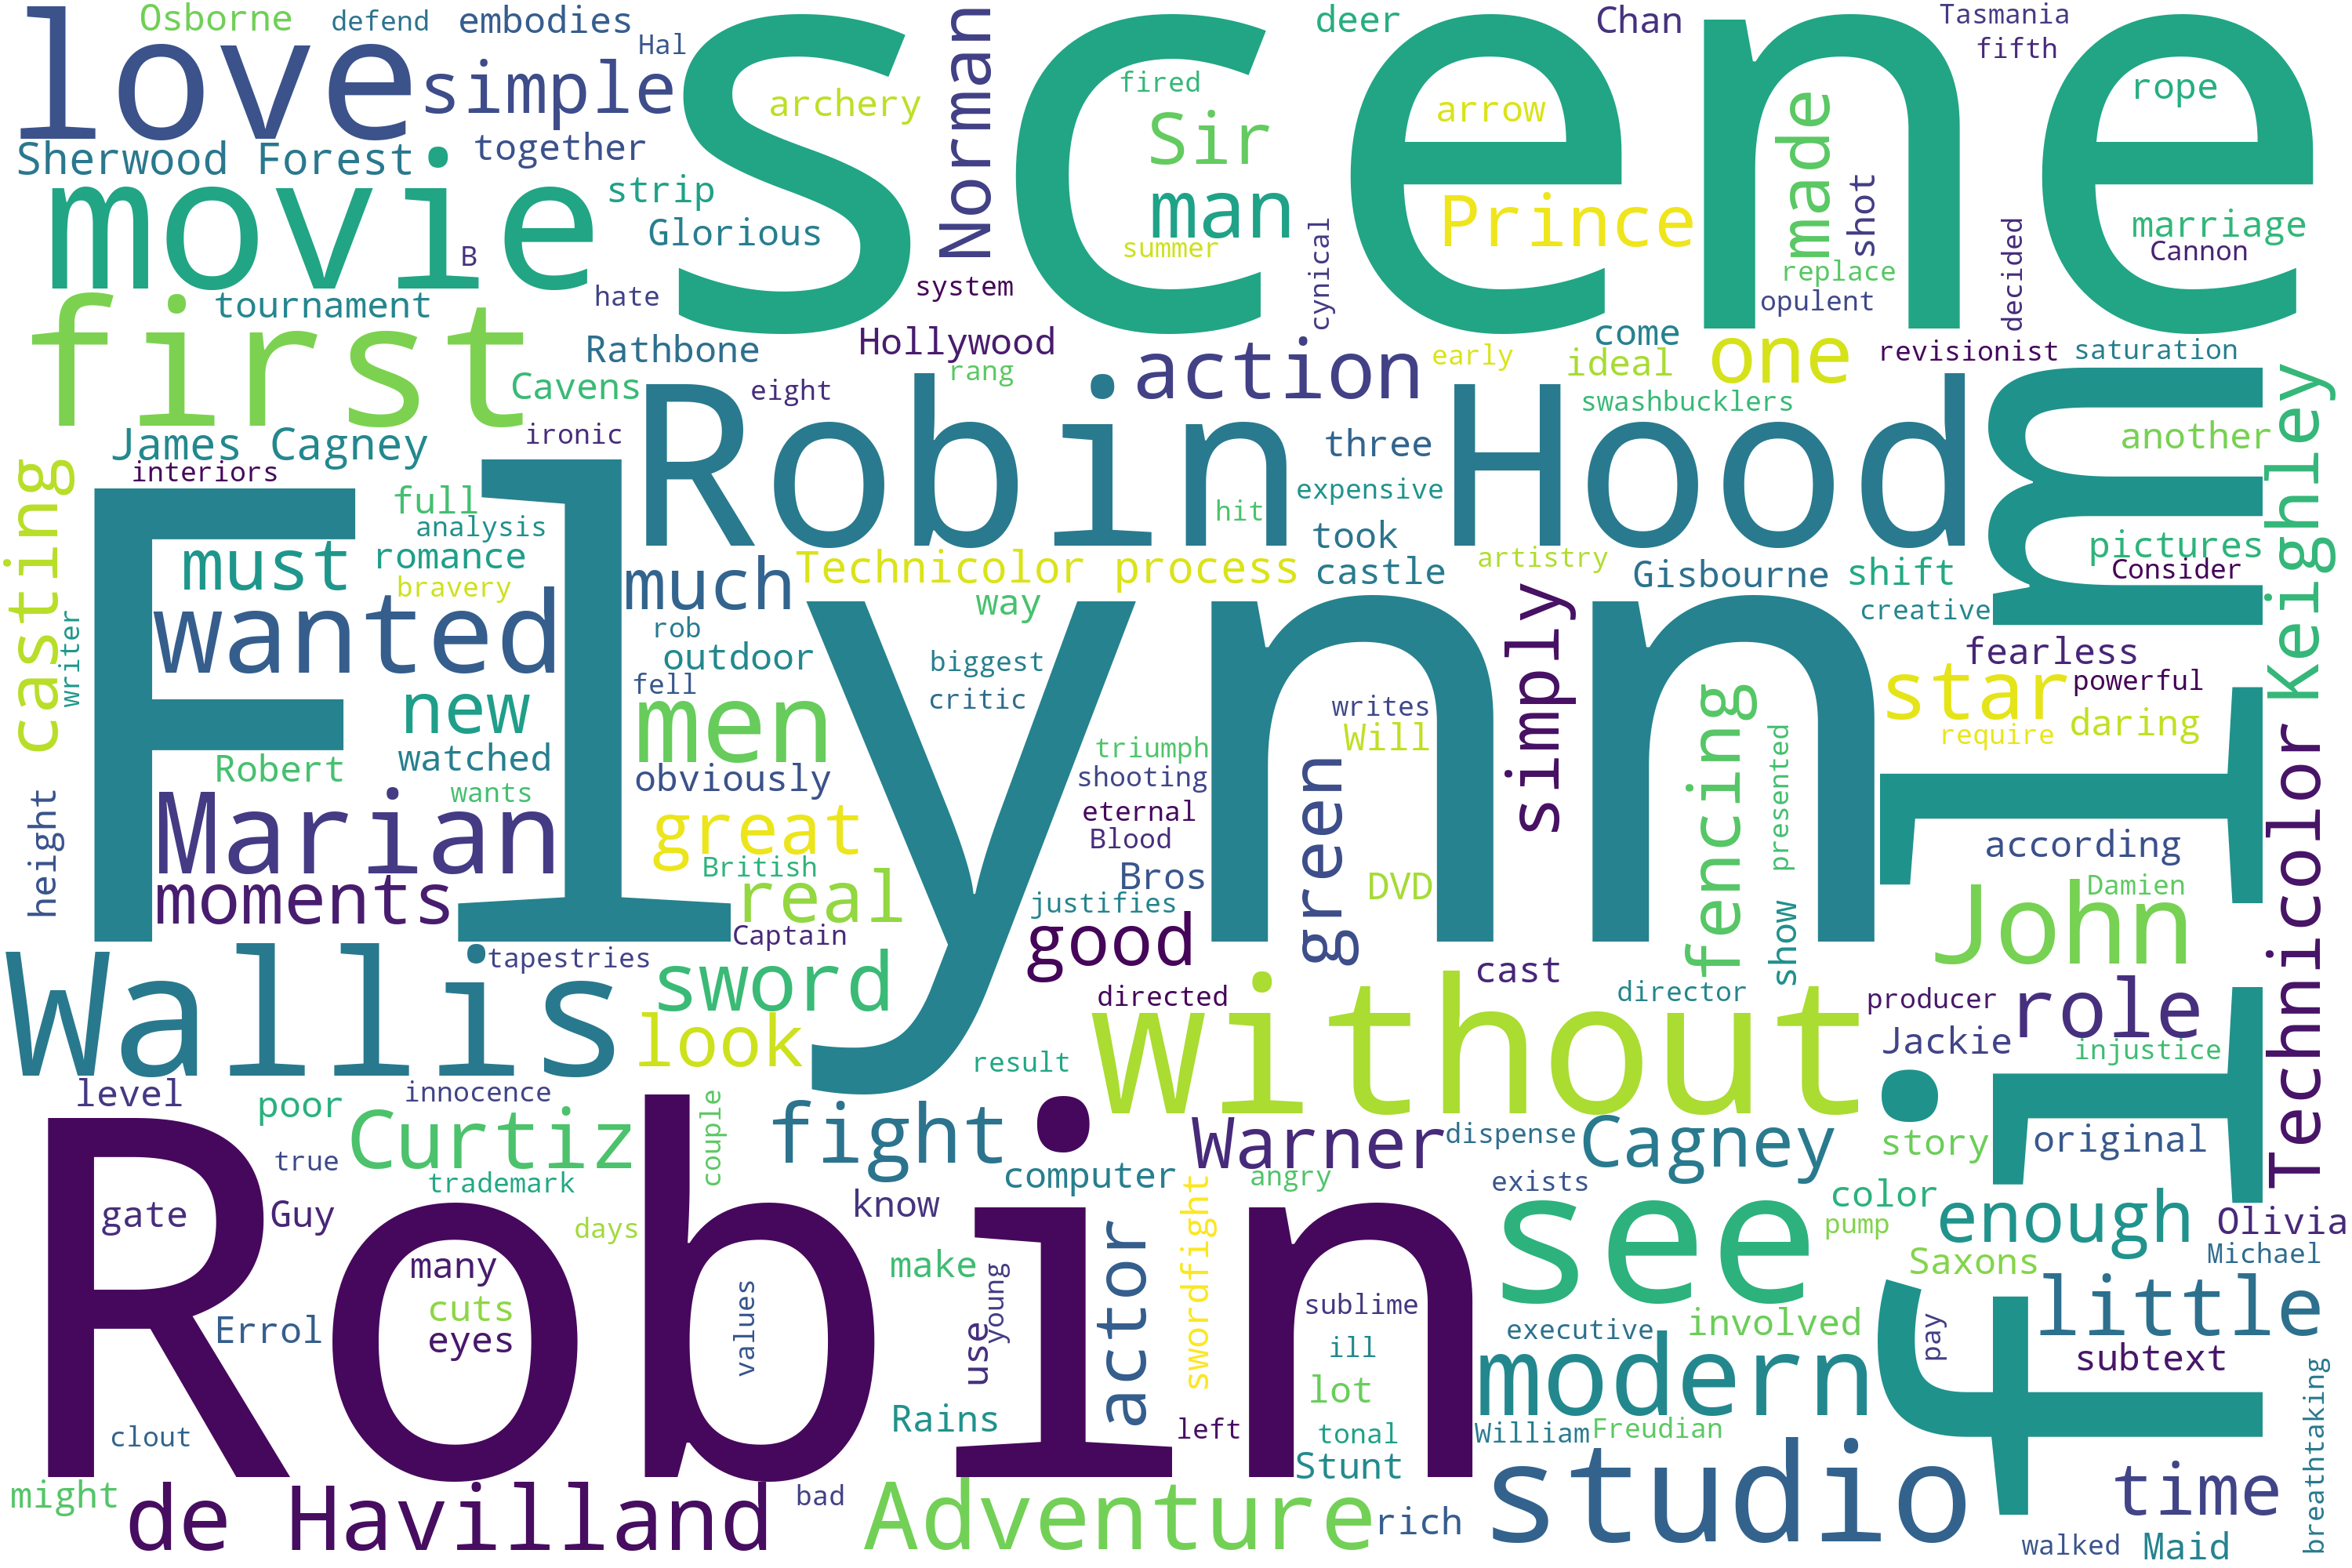 scene
Flynn
Robin
film
Robin Hood
love
movie
first
Wallis
without
see
studio
wanted
Marian
de Havilland
Adventure
modern
men
John
Technicolor
Keighley
Osborne
defend
embodies
Hal
simple
archery
Norman
fired
Sir
man
summer
deer
Chan
arrow
Prince
made
shot
Tasmania
fifth
rope
marriage
Cannon
Sherwood Forest
together
strip
Glorious
B
hate
system
cynical
replace
opulent
decided
tournament
Rathbone
Hollywood
action
come
ideal
early
one
revisionist
saturation
Cavens
eight
rang
swashbucklers
James Cagney
ironic
interiors
three
expensive
hit
another
casting
writer
full
analysis
must
romance
bravery
much
Technicolor process
way
took
castle
artistry
Gisbourne
shift
pictures
Consider
creative
rob
outdoor
fell
biggest
critic
simply
fearless
star
powerful
require
daring
new
watched
Robert
wants
obviously
writes
Will
triumph
shooting
eternal
Blood
green
fencing
presented
show
height
moments
great
British
real
Captain
Bros
justifies
DVD
according
Damien
tapestries
sword
good
cast
directed
director
producer
role
Jackie
injustice
look
result
level
innocence
poor
Curtiz
couple
fight
Warner
dispense
Cagney
story
original
true
trademark
computer
angry
exists
color
pump
enough
Olivia
Michael
Saxons
gate
Guy
days
know
actor
swordfight
many
cuts
eyes
make
young
use
sublime
executive
involved
little
pay
subtext
Errol
values
ill
lot
Rains
left
tonal
Stunt
William
Freudian
clout
might
bad
rich
time
breathtaking
walked
Maid